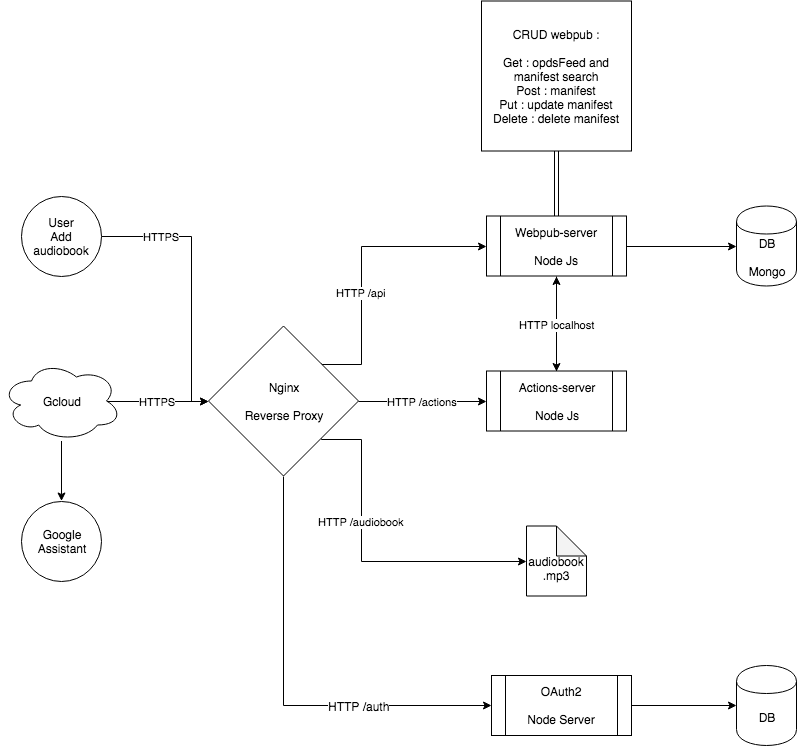 CRUD webpub :
Get : opdsFeed and
manifest search
Post : manifest
Put : update manifest
Delete : delete manifest
User
Add
audiobook
HTTPS
Webpub-server
Node Js
DB
Mongo
HTTP /api
HTTP localhost
Gcloud
HTTPS
Nginx
Reverse Proxy
HTTP /actions
Actions-server
Node Js
Google
Assistant
HTTP /audiobook
audiobook
.mp3
HTTP /auth
OAuth2
Node Server
DB